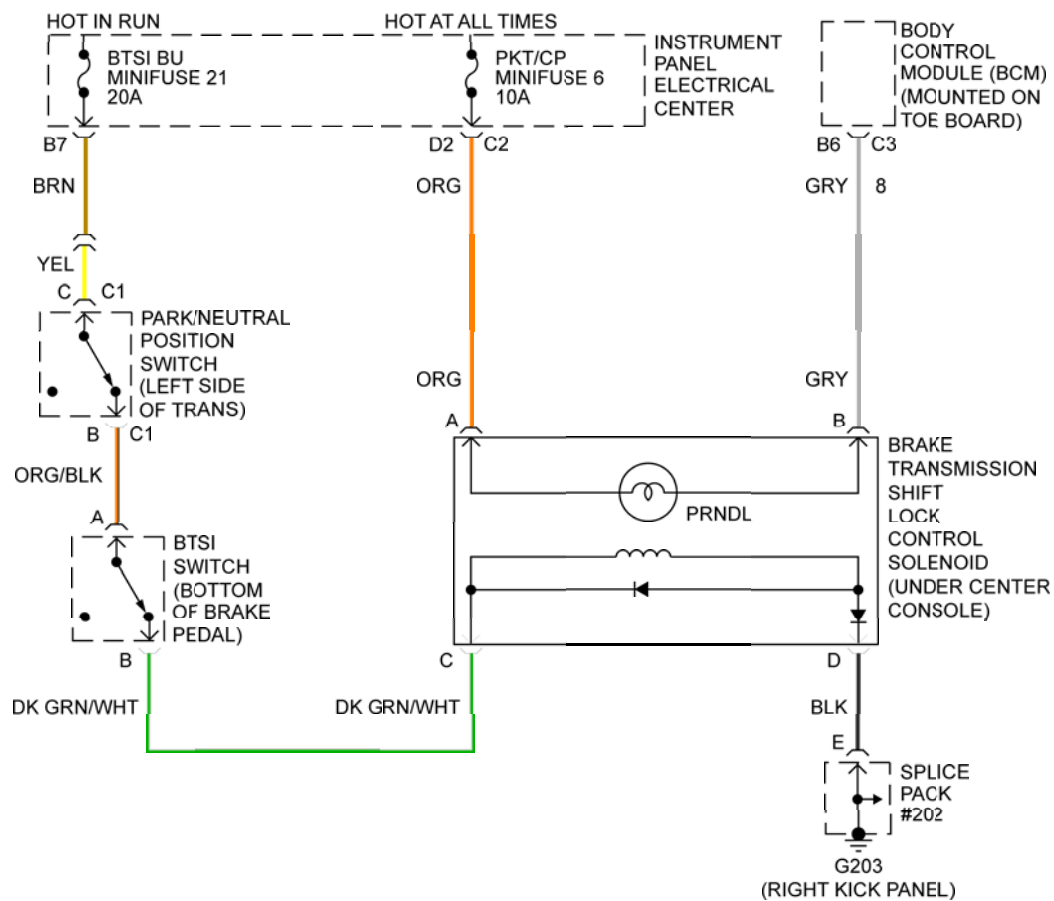 HOT IN RUN
HOT AT ALL TIMES
BTSI BU
MINIFUSE 21
20A
PKT/CP
MINIFUSE 6
10A
INSTRUMENT
PANEL
ELECTRICAL
CENTER
BODY
CONTROL
MODULE (BCM)
(MOUNTED ON
TOE BOARD)
B7
D2
C2
B6
C3
BRN
ORG
GRY
8
YEL
C
C1
PARK/NEUTRAL
POSITION
SWITCH
(LEFT SIDE
OF TRANS)
ORG
GRY
B
C1
A
B
ORG/BLK
PRNDL
BRAKE
TRANSMISSION
SHIFT
LOCK
CONTROL
SOLENOID
(UNDER CENTER
CONSOLE)
A
BTSI
SWITCH
(BOTTOM
OF BRAKE
PEDAL)
B
C
D
DK GRN/WHT
DK GRN/WHT
BLK
E
SPLICE
PACK
#202
G203
(RIGHT KICK PANEL)